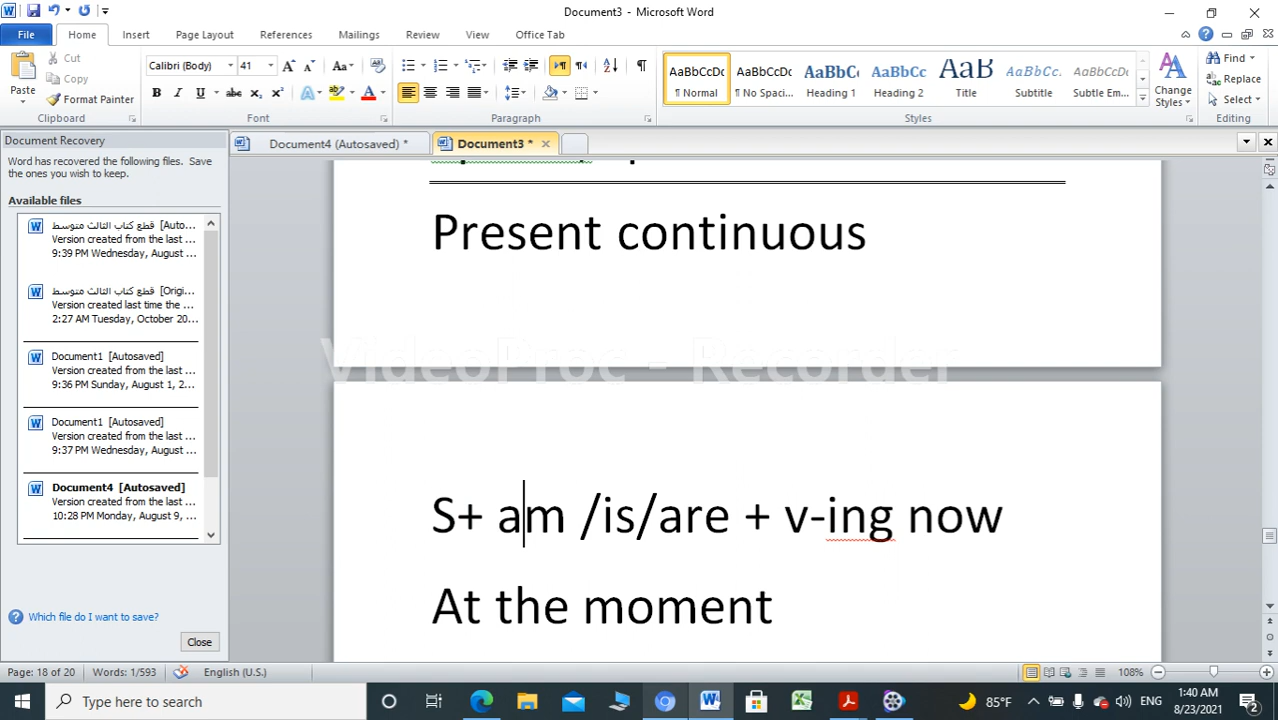 Document3 - Microsoft Word
File Home Insert Page Layout References Mailings Review View Office Tab
Cut
Copy
Format Painter
Paste
Clipboard
Calibri (Body) 41
Font
Paragraph
AaBbCcDc AaBbCcDc AaBbC AaBbCc AaB AaBbCc. AaBbCcDc
¶ Normal ¶ No Spaci... Heading 1 Heading 2 Title Subtitle Subtle Em...
Change
Styles
Styles
Find
Replace
Select
Editing
Document4 (Autosaved) *
Document3 *
Document Recovery
Word has recovered the following files. Save
the ones you wish to keep.
Available files
قطع كتاب الثالث متوسط [Auto...
Version created from the last ...
9:39 PM Wednesday, August ...
قطع كتاب الثالث متوسط [Origi...
Version created last time the ...
2:27 AM Tuesday, October 20...
Document1 [Autosaved]
Version created from the last ...
9:36 PM Sunday, August 1, 2...
Document1 [Autosaved]
Version created from the last ...
9:37 PM Wednesday, August ...
Document4 [Autosaved]
Version created from the last ...
10:28 PM Monday, August 9, ...
Which file do I want to save?
Close
Present continuous
VideoProc - Recorder
S+ am /is/are + v-ing now
At the moment
Page: 18 of 20 Words: 1/593 English (U.S.) 108%
Type here to search
85°F ENG
1:40 AM
8/23/2021
2